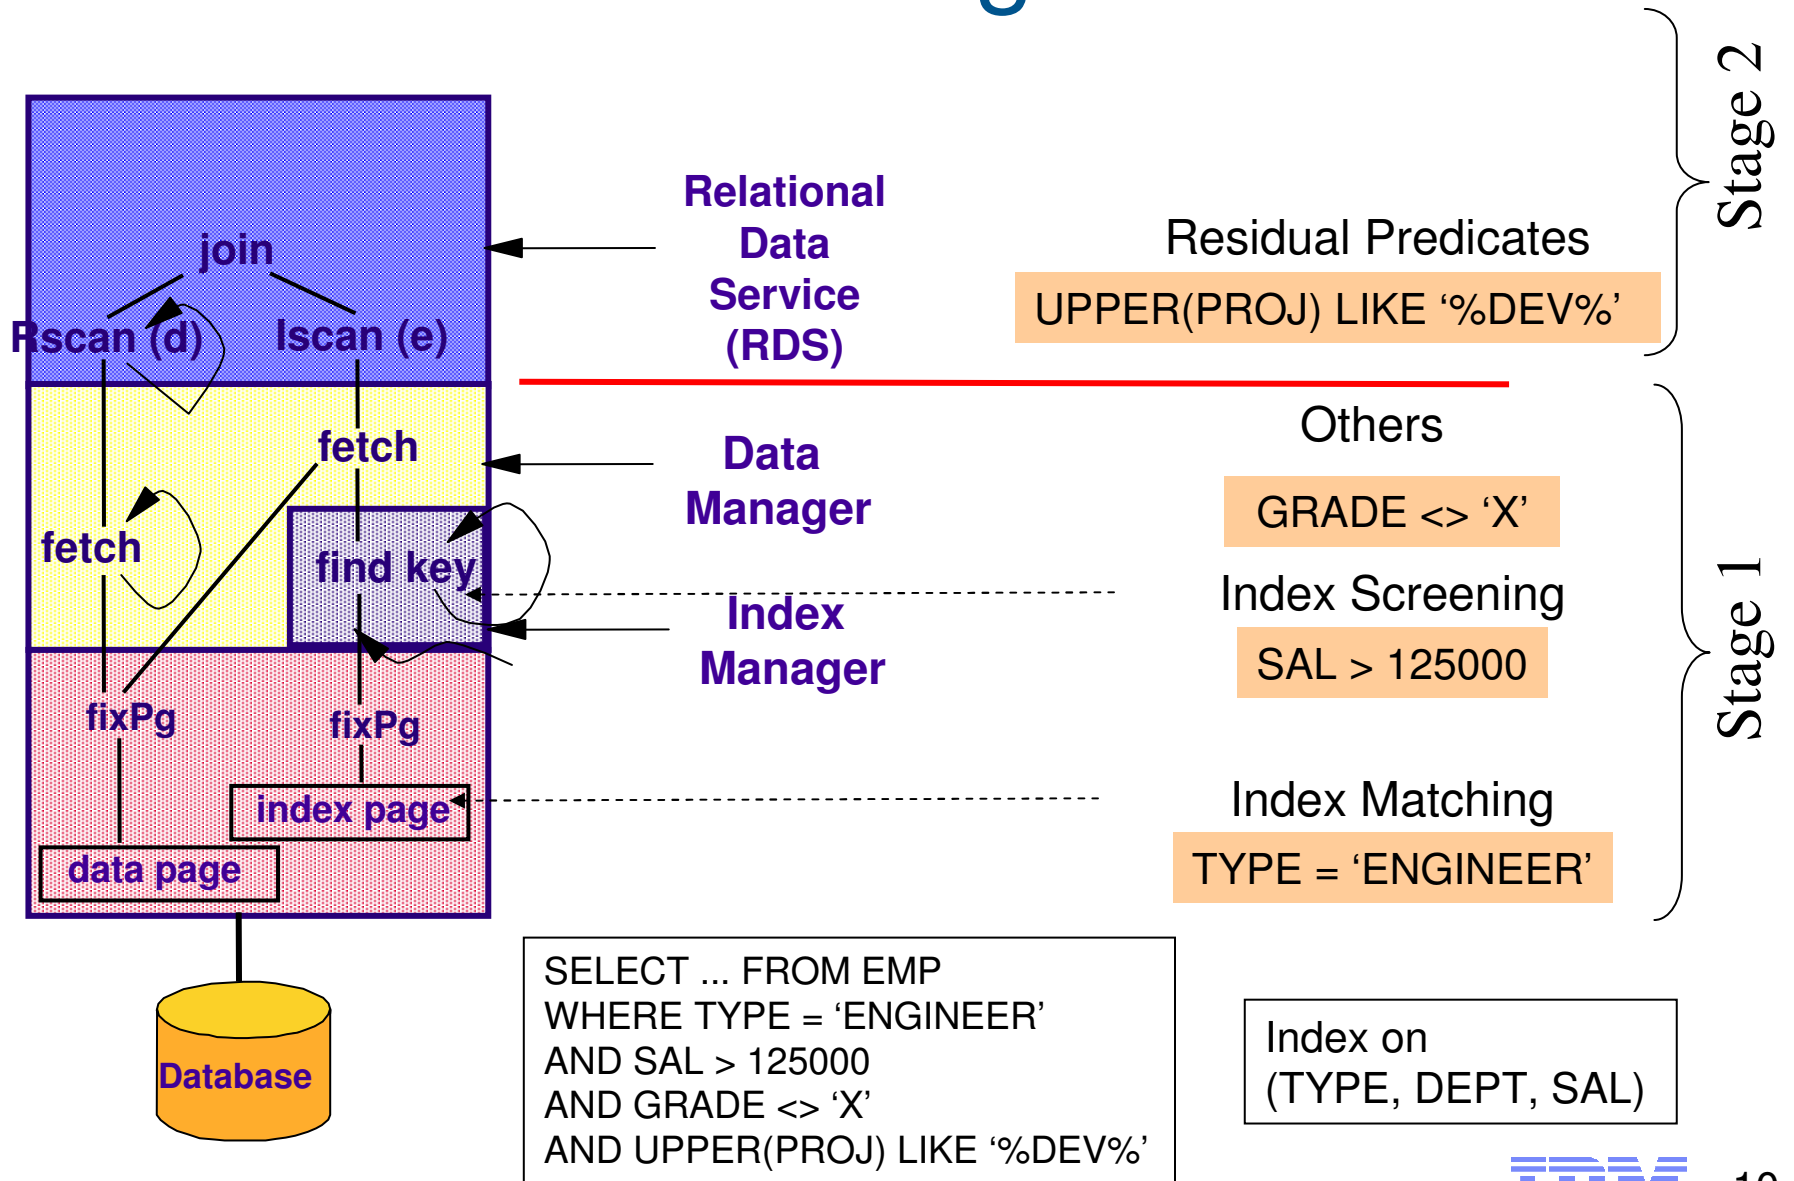 Stage 2
join
Rscan (d)
Iscan (e)
Relational
Data
Service
(RDS)
Residual Predicates
UPPER(PROJ) LIKE ‘%DEV%’
fetch
fetch
find key
Data
Manager
Index
Manager
Others
GRADE <> ‘X’
Index Screening
SAL > 125000
Stage 1
fixPg
fixPg
index page
data page
Index Matching
TYPE = ‘ENGINEER’
Database
SELECT ... FROM EMP
WHERE TYPE = ‘ENGINEER’
AND SAL > 125000
AND GRADE <> ‘X’
AND UPPER(PROJ) LIKE ‘%DEV%’
Index on
(TYPE, DEPT, SAL)